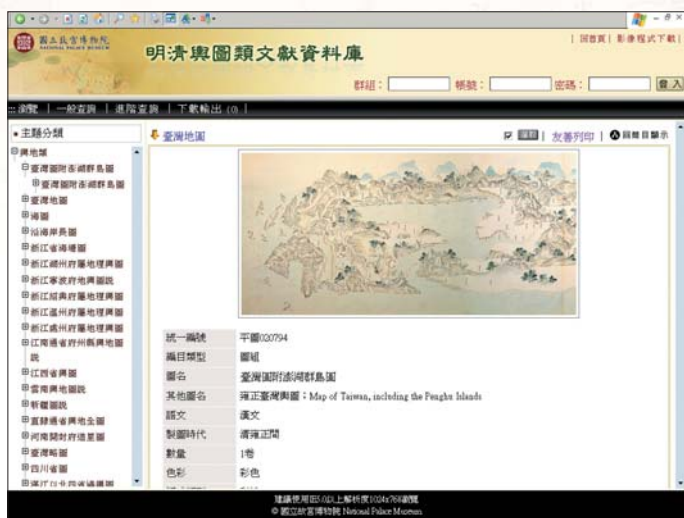 國立故宮博物院
NATIONAL PALACE MUSEUM
明清輿圖類文獻資料庫
| 回首頁 | 影像程式下載 |
群組： 帳號： 密碼： 登入
::: 瀏覽 | 一般查詢 | 進階查詢 | 下載輸出 (0) |
主題分類
臺灣地圖
友善列印 | 回簡目顯示
輿地類
臺灣圖附澎湖群島圖
臺灣圖附澎湖群島圖
臺灣地圖
海圖
沿海岸長圖
浙江省海塘圖
浙江湖州府屬地理輿圖
浙江寧波府地輿圖說
浙江紹興府屬地理輿圖
浙江溫州府屬地理輿圖
浙江處州府屬地理輿圖
江南通省府州縣輿地圖說
江西省輿圖
雲南輿地圖說
新疆圖說
直隸通省輿地全圖
河南開封府造呈圖
臺灣略圖
四川省圖
統一編號 平圖020794
編目類型 圖組
圖名 臺灣圖附澎湖群島圖
其他圖名 雍正臺灣輿圖；Map of Taiwan, including the Penghu Islands
語文 漢文
製圖時代 清雍正間
數量 1卷
色彩 彩色
建議使用IE5.0以上解析度1024x768瀏覽
© 國立故宮博物院 National Palace Museum